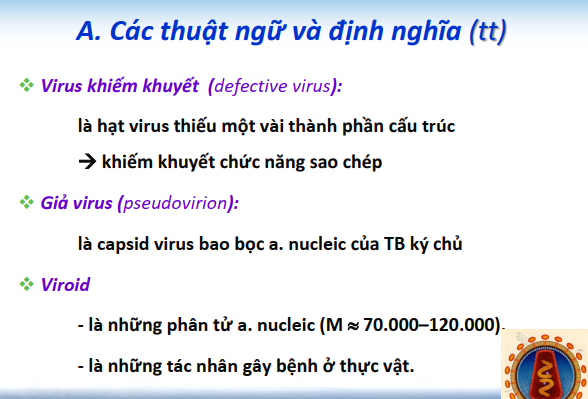 A. Các thuật ngữ và định nghĩa (tt)
❖ Virus khiếm khuyết (defective virus):
là hạt virus thiếu một vài thành phần cấu trúc
→ khiếm khuyết chức năng sao chép
❖ Giả virus (pseudovirion):
là capsid virus bao bọc a. nucleic của TB ký chủ
❖ Viroid
- là những phân tử a. nucleic (M ≈ 70.000–120.000).
- là những tác nhân gây bệnh ở thực vật.